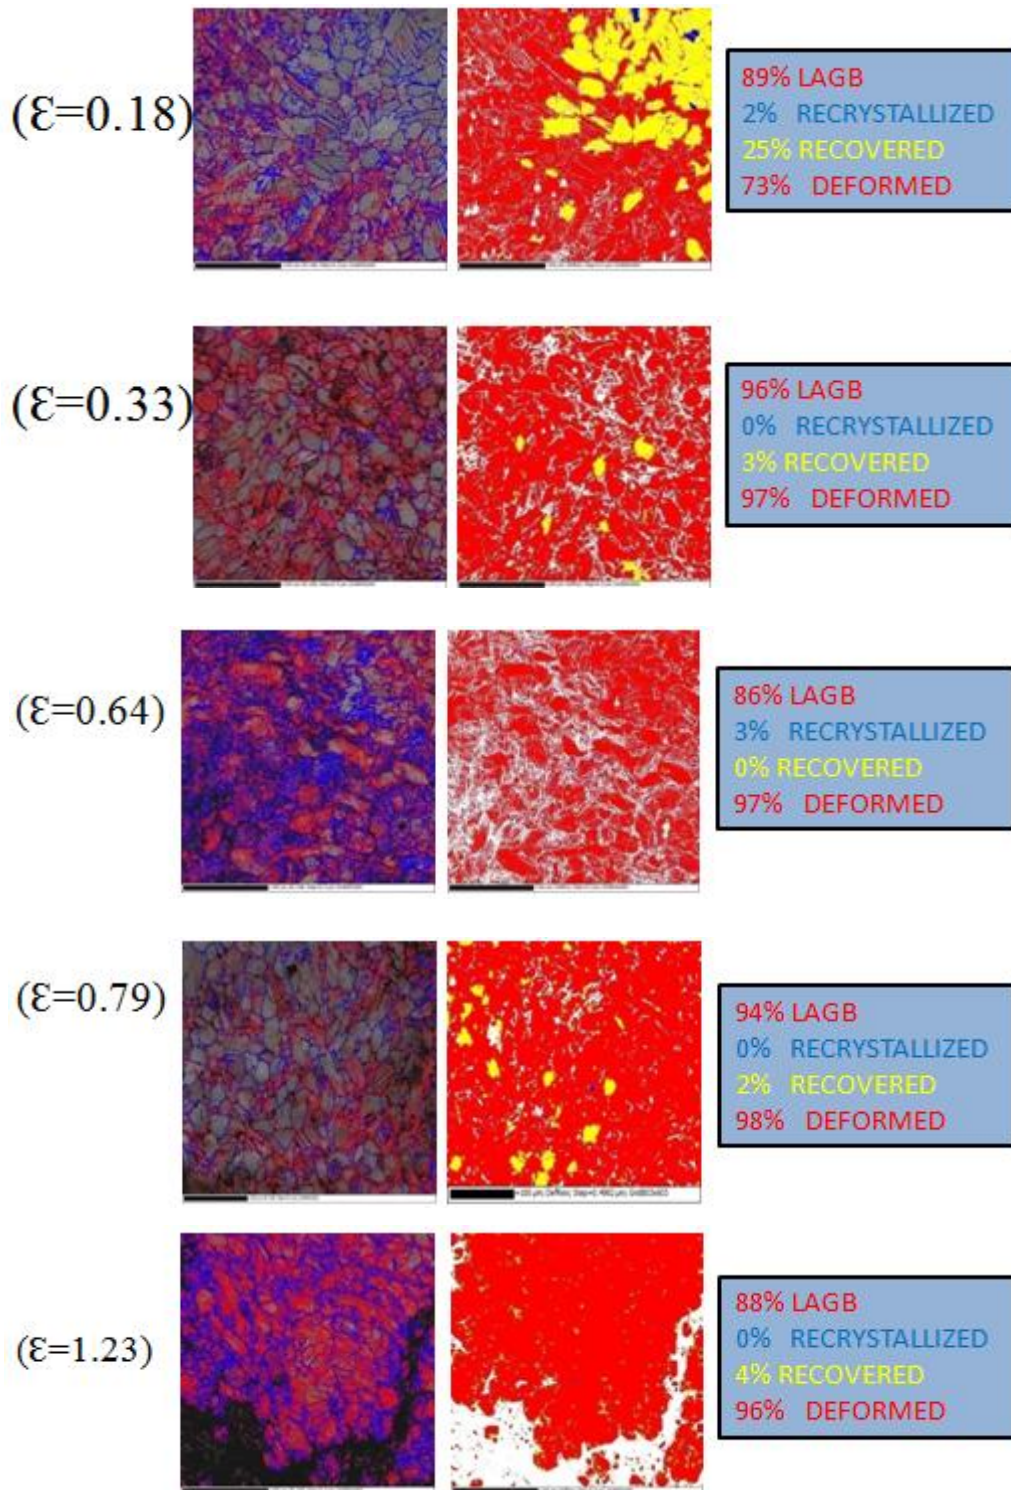 (Ɛ=0.18)
89% LAGB
2% RECRYSTALLIZED
25% RECOVERED
73% DEFORMED
(Ɛ=0.33)
96% LAGB
0% RECRYSTALLIZED
3% RECOVERED
97% DEFORMED
(Ɛ=0.64)
86% LAGB
3% RECRYSTALLIZED
0% RECOVERED
97% DEFORMED
(Ɛ=0.79)
94% LAGB
0% RECRYSTALLIZED
2% RECOVERED
98% DEFORMED
(Ɛ=1.23)
88% LAGB
0% RECRYSTALLIZED
4% RECOVERED
96% DEFORMED